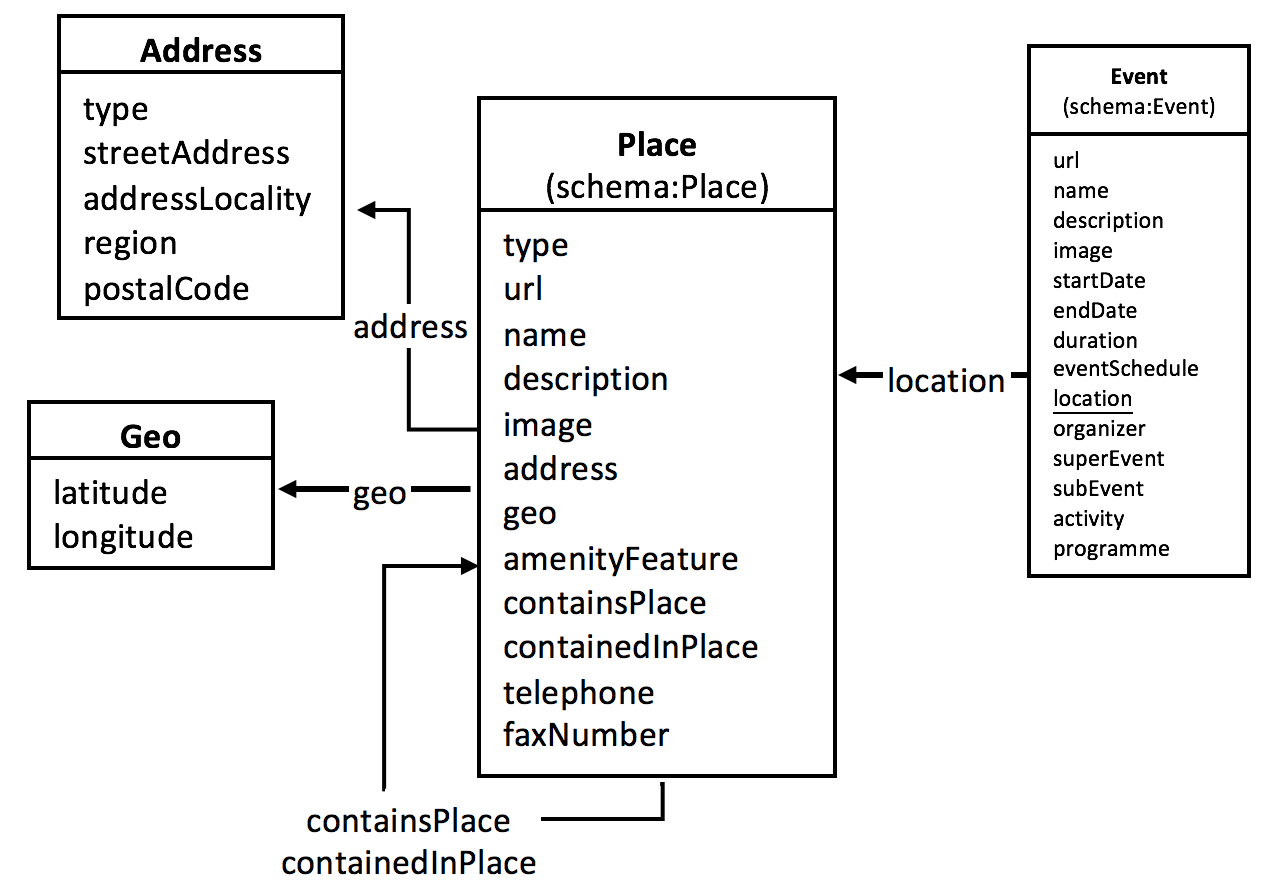 Address
type
streetAddress
addressLocality
region
postalCode
address
Geo
latitude
longitude
geo
Place
(schema:Place)
type
url
name
description
image
address
geo
amenityFeature
containsPlace
containedInPlace
telephone
faxNumber
containsPlace
containedInPlace
location
Event
(schema:Event)
url
name
description
image
startDate
endDate
duration
eventSchedule
location
organizer
superEvent
subEvent
activity
programme